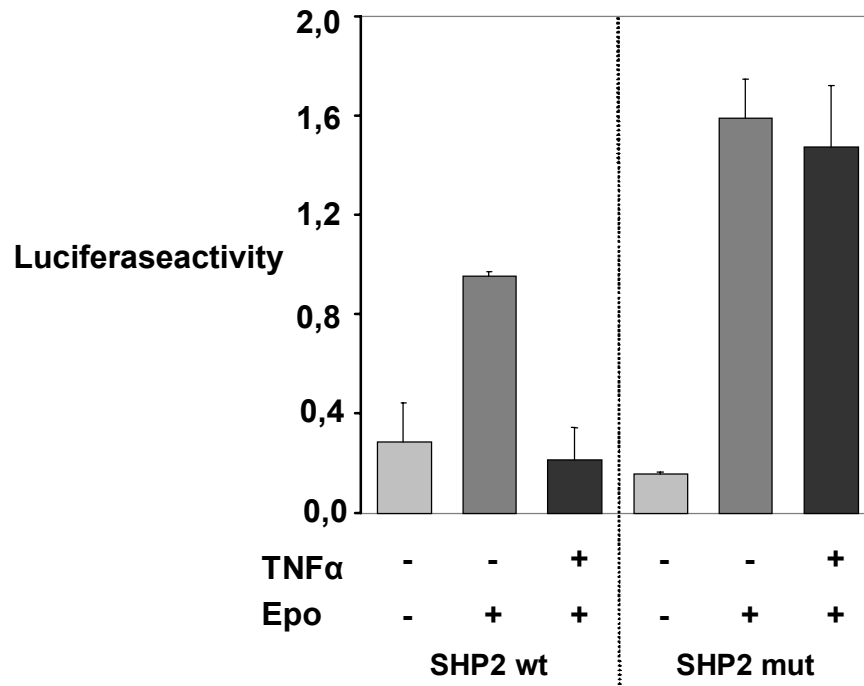 2,0
1,6
1,2
Luciferaseactivity
0,8
0,4
0,0
TNFα - - + - - +
Epo - + + - + +
SHP2 wt SHP2 mut